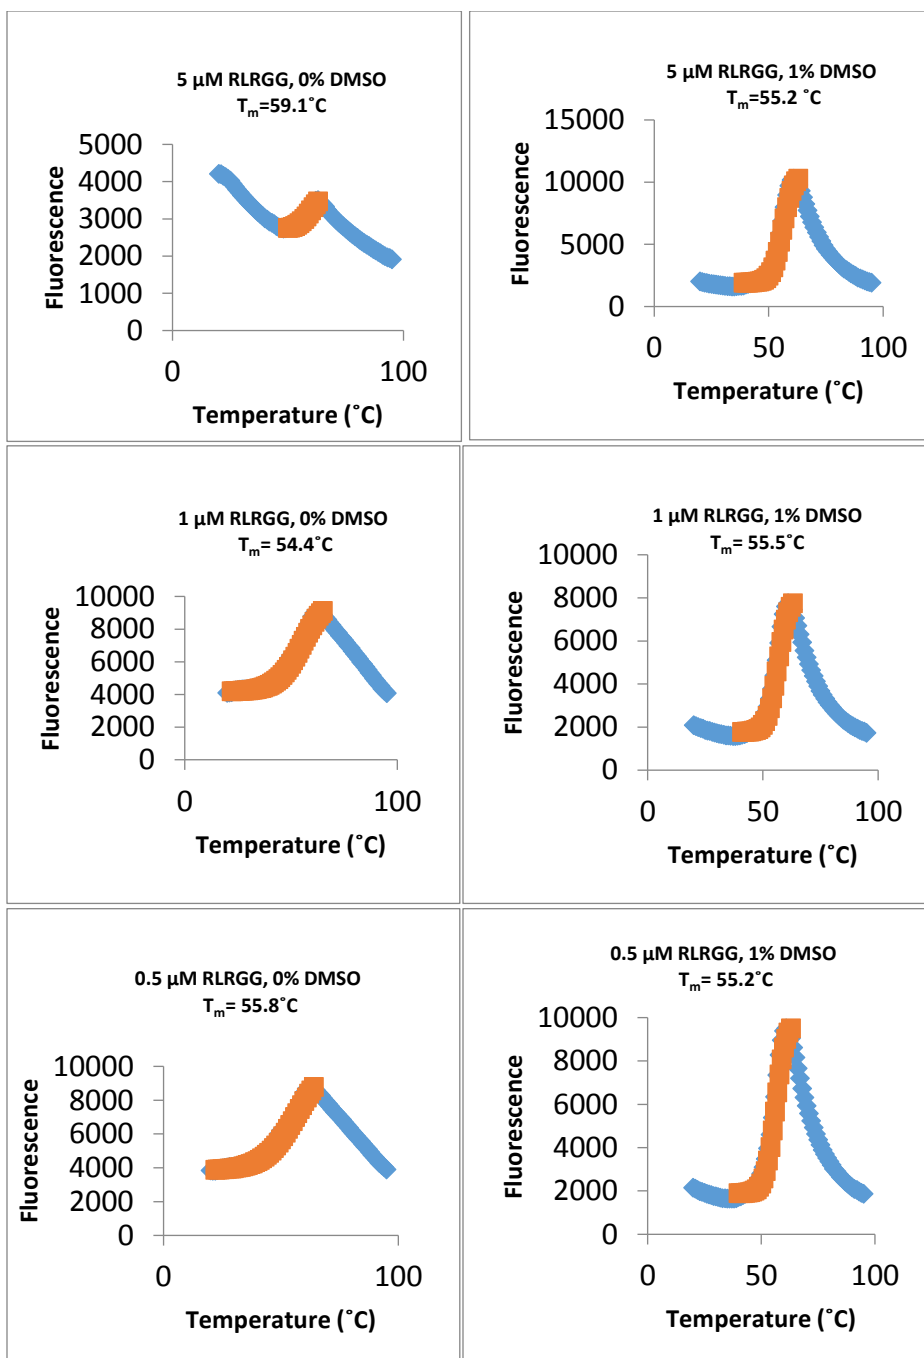 5 µM RLRGG, 0% DMSO
Tm=59.1˚C
5000
4000
3000
2000
1000
0
0
100
Fluorescence
Temperature (˚C)
5 µM RLRGG, 1% DMSO
Tm=55.2 ˚C
15000
10000
5000
0
0
50
100
Fluorescence
Temperature (˚C)
1 µM RLRGG, 0% DMSO
Tm= 54.4˚C
10000
8000
6000
4000
2000
0
0
100
Fluorescence
Temperature (˚C)
1 µM RLRGG, 1% DMSO
Tm= 55.5˚C
10000
8000
6000
4000
2000
0
0
50
100
Fluorescence
Temperature (˚C)
0.5 µM RLRGG, 0% DMSO
Tm= 55.8˚C
10000
8000
6000
4000
2000
0
0
100
Fluorescence
Temperature (˚C)
0.5 µM RLRGG, 1% DMSO
Tm= 55.2˚C
10000
8000
6000
4000
2000
0
0
50
100
Fluorescence
Temperature (˚C)